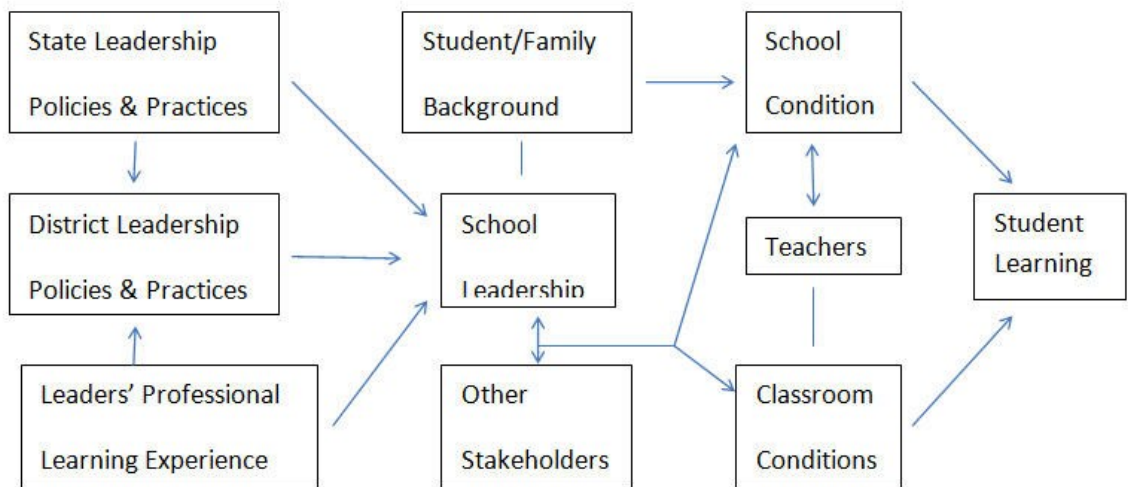 State Leadership
Policies & Practices
Student/Family
Background
School
Condition
District Leadership
Policies & Practices
School
Leadership
Teachers
Student
Learning
Leaders’ Professional
Learning Experience
Other
Stakeholders
Classroom
Conditions